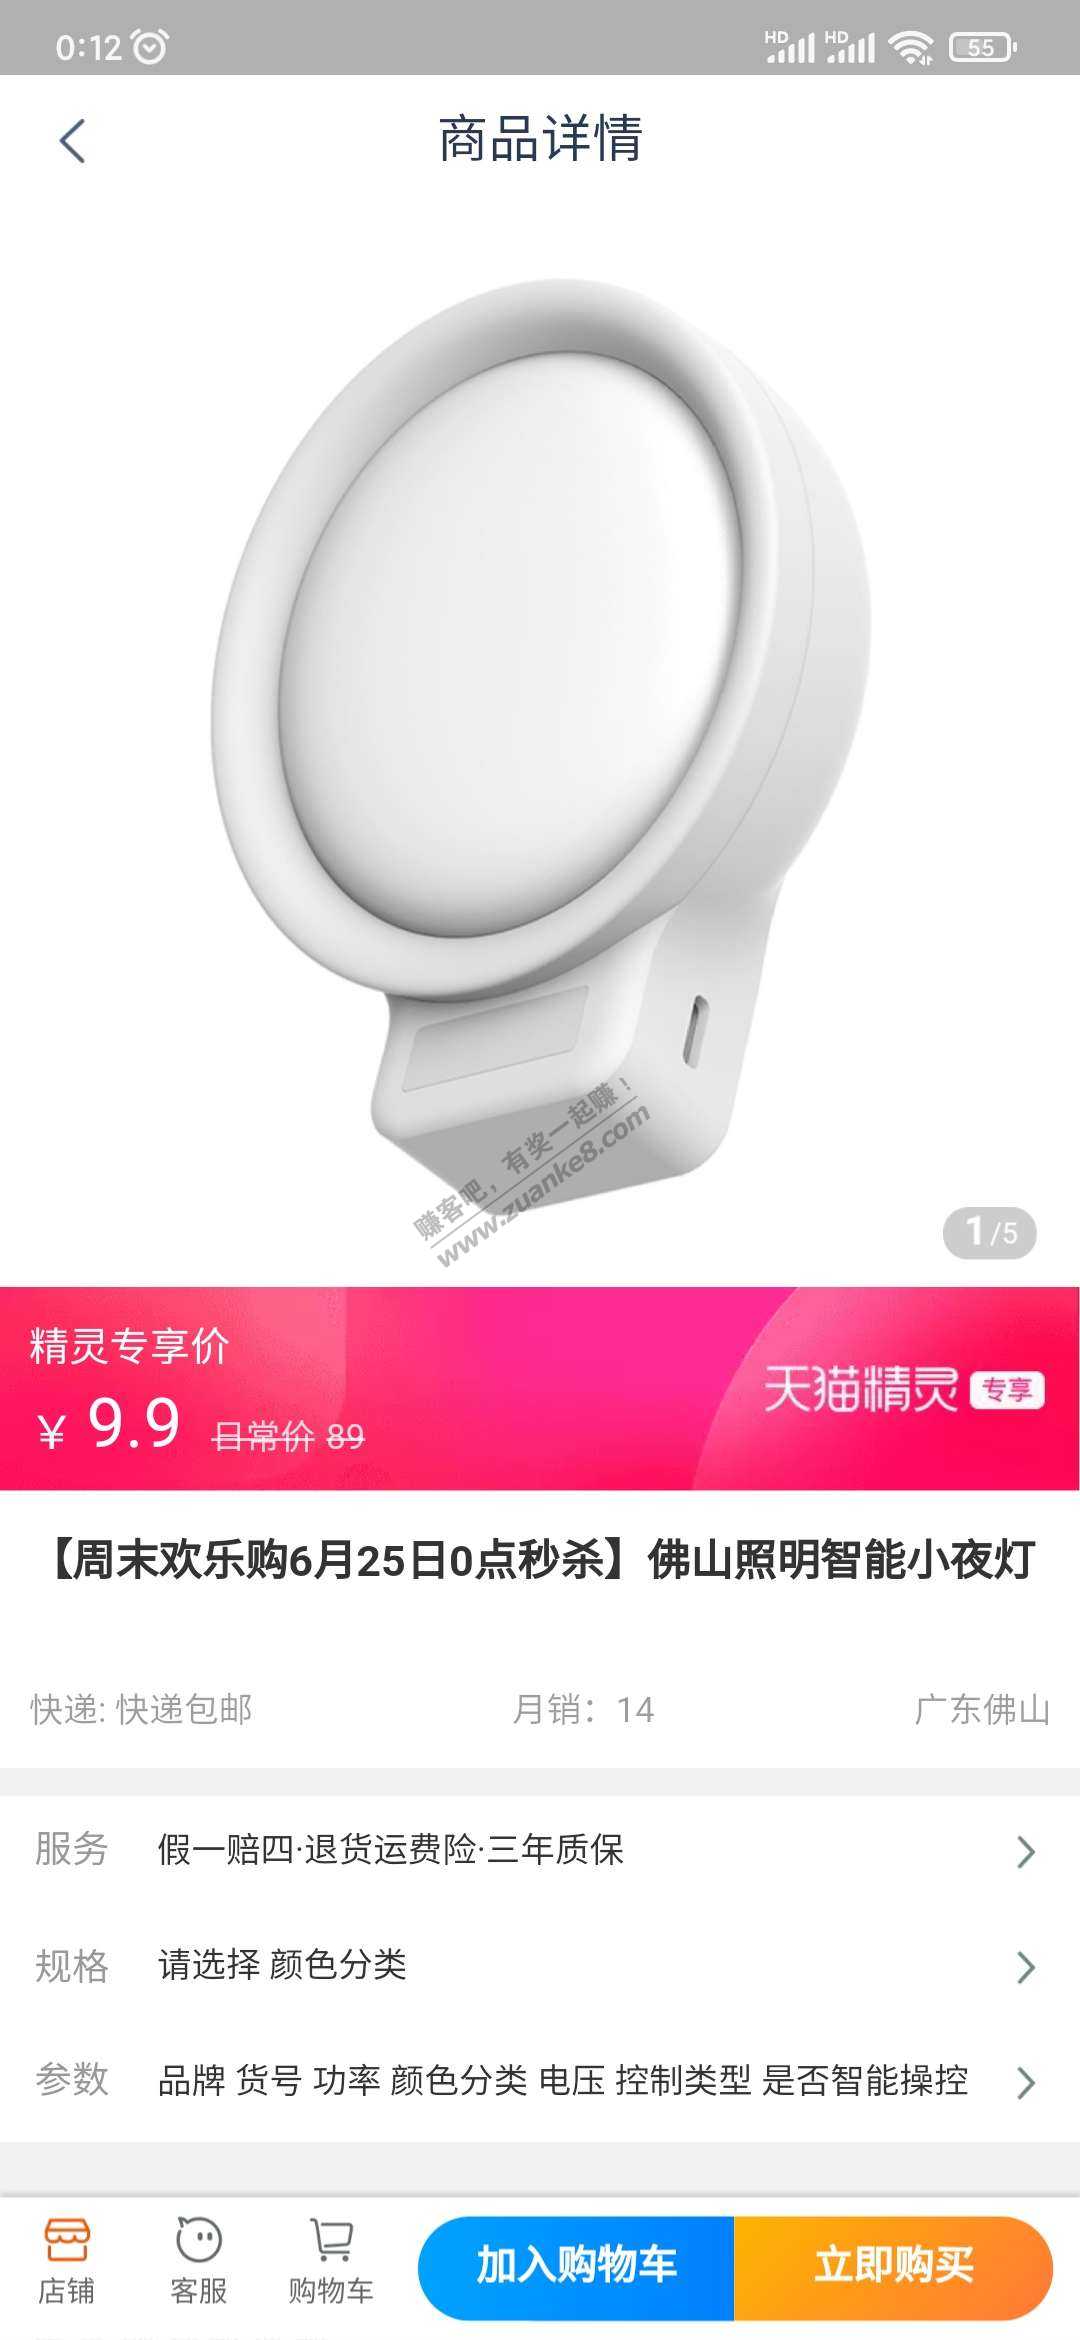 0:12
HD HD 55
商品详情
赚客吧，有奖一起赚！
www.zuanke8.com
1/5
精灵专享价
¥ 9.9 日常价 89
天猫精灵 专享
【周末欢乐购6月25日0点秒杀】佛山照明智能小夜灯
快递: 快递包邮 月销：14 广东佛山
服务 假一赔四·退货运费险·三年质保
规格 请选择 颜色分类
参数 品牌 货号 功率 颜色分类 电压 控制类型 是否智能操控
店铺 客服 购物车 加入购物车 立即购买